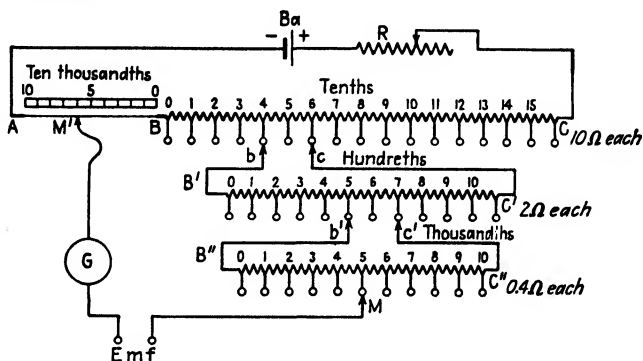 Ba
- +
R
Ten thousandths
10 5 0
Tenths
0 1 2 3 4 5 6 7 8 9 10 11 12 13 14 15
A M' B C 10Ω each
b c
Hundreths
B' 0 1 2 3 4 5 6 7 8 9 10 C' 2Ω each
b' c' Thousandths
B" 0 1 2 3 4 5 6 7 8 9 10 C" 0.4Ω each
G M
Emf